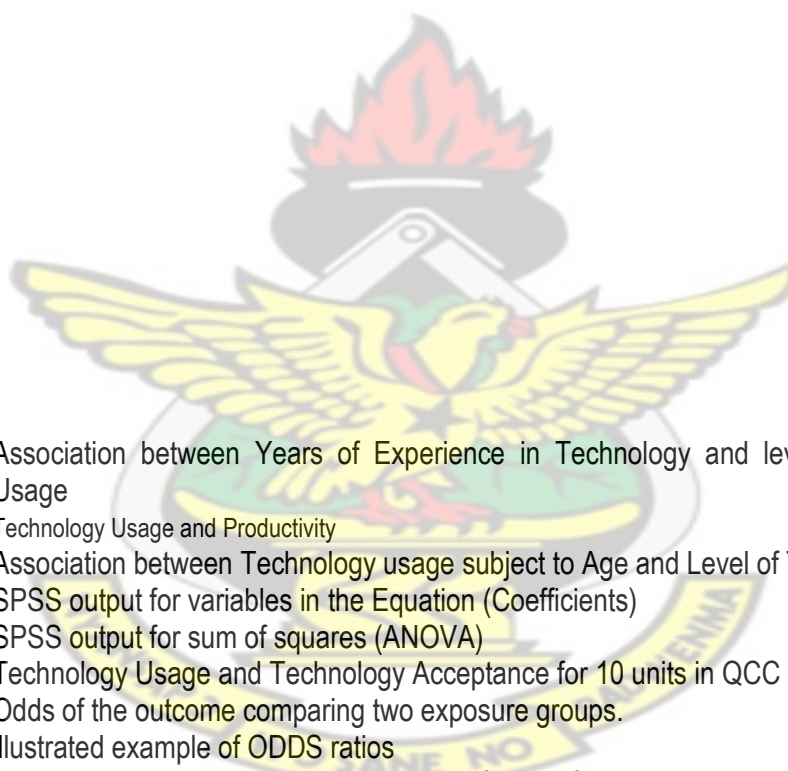 Association between Years of Experience in Technology and lev
Usage
Technology Usage and Productivity
Association between Technology usage subject to Age and Level of
SPSS output for variables in the Equation (Coefficients)
SPSS output for sum of squares (ANOVA)
Technology Usage and Technology Acceptance for 10 units in QCC
Odds of the outcome comparing two exposure groups.
Illustrated example of ODDS ratios
SANE NO